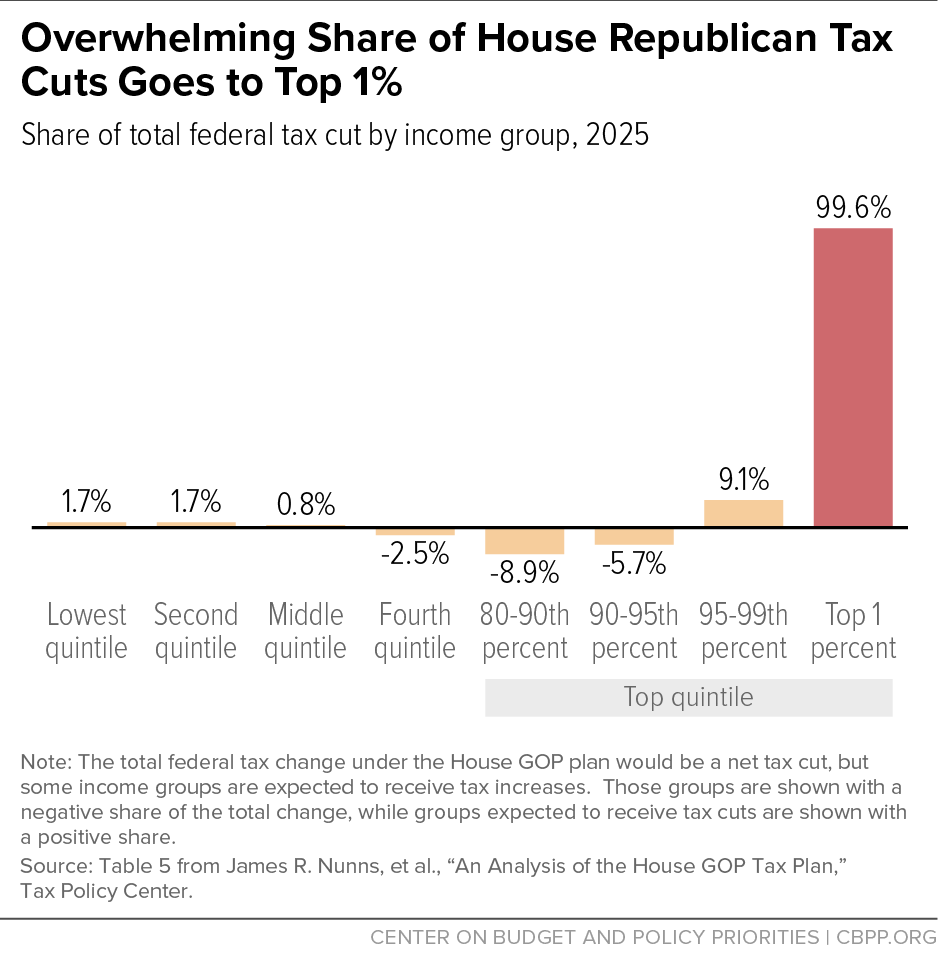 Overwhelming Share of House Republican Tax
Cuts Goes to Top 1%
Share of total federal tax cut by income group, 2025
99.6%
9.1%
1.7%
1.7%
0.8%
-2.5%
-8.9%
-5.7%
Lowest
quintile
Second
quintile
Middle
quintile
Fourth
quintile
80-90th
percent
90-95th
percent
95-99th
percent
Top 1
percent
Top quintile
Note: The total federal tax change under the House GOP plan would be a net tax cut, but
some income groups are expected to receive tax increases.  Those groups are shown with a
negative share of the total change, while groups expected to receive tax cuts are shown with
a positive share.
Source: Table 5 from James R. Nunns, et al., “An Analysis of the House GOP Tax Plan,”
Tax Policy Center.
CENTER ON BUDGET AND POLICY PRIORITIES | CBPP.ORG